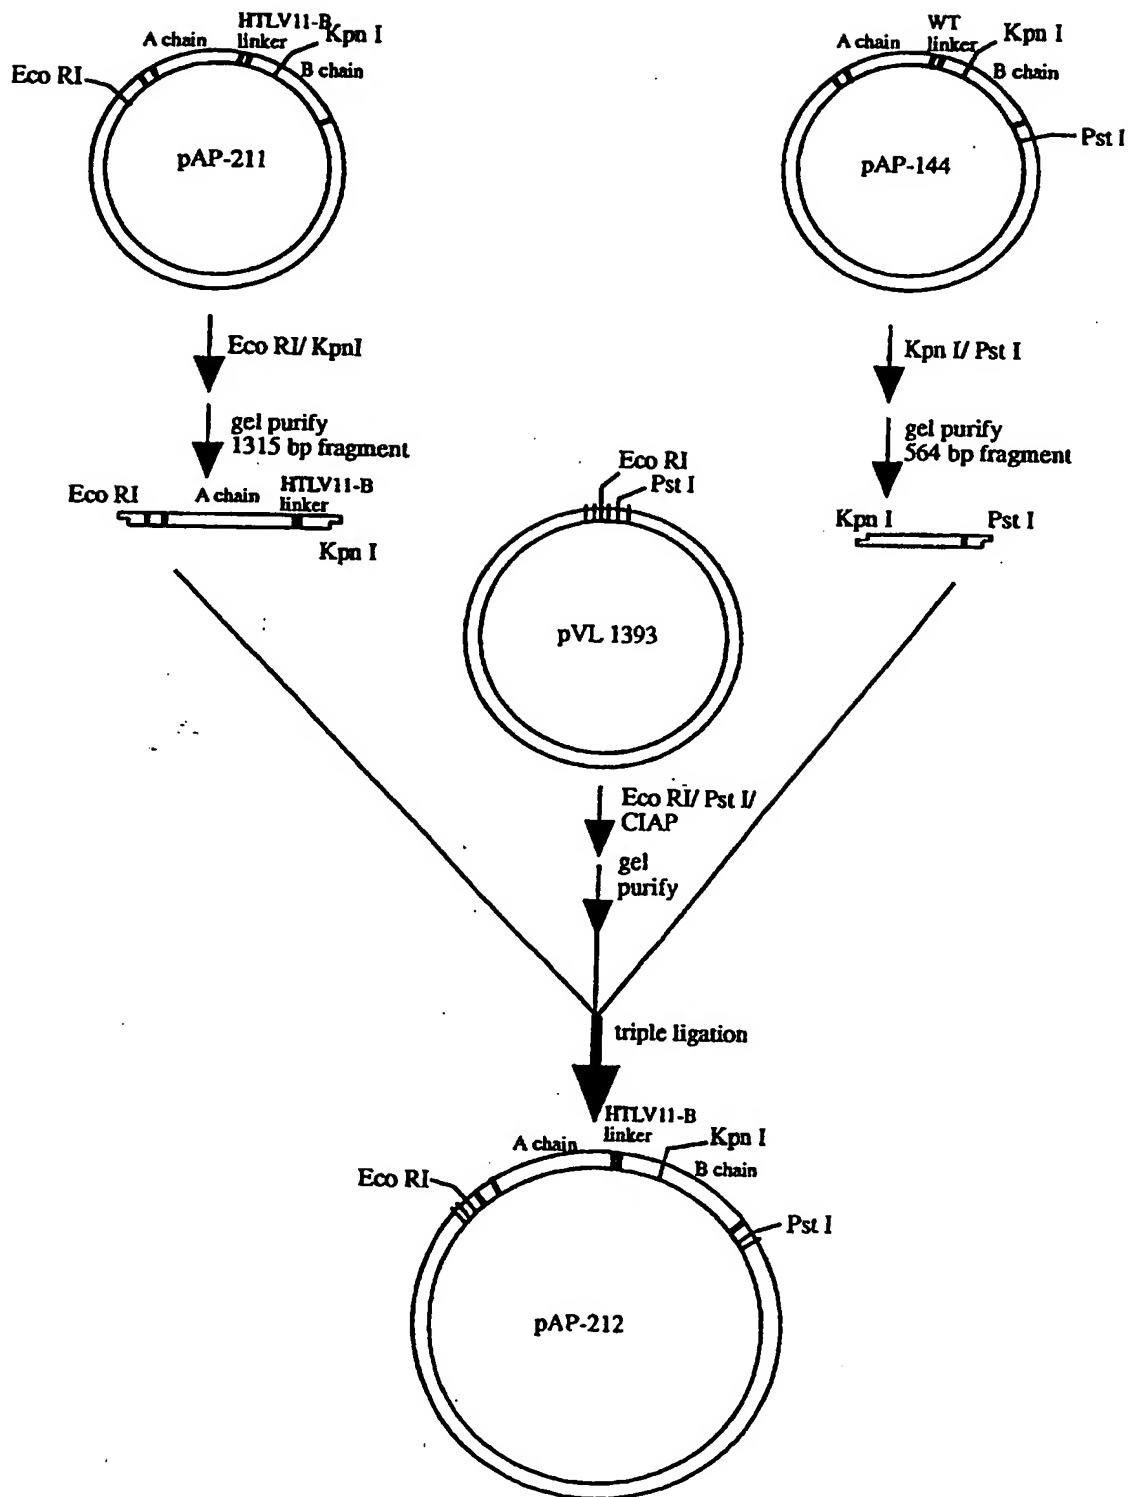 A chain
HTLV11-B
linker
Kpn I
B chain
Eco RI
pAP-211
A chain
WT
linker
Kpn I
B chain
Pst I
pAP-144
Eco RI/ KpnI
gel purify
1315 bp fragment
Kpn I/ Pst I
gel purify
564 bp fragment
Eco RI
A chain
HTLV11-B
linker
Kpn I
Eco RI
Pst I
Kpn I
Pst I
pVL 1393
Eco RI/ Pst I/
CIAP
gel
purify
triple ligation
A chain
HTLV11-B
linker
Kpn I
B chain
Eco RI
Pst I
pAP-212